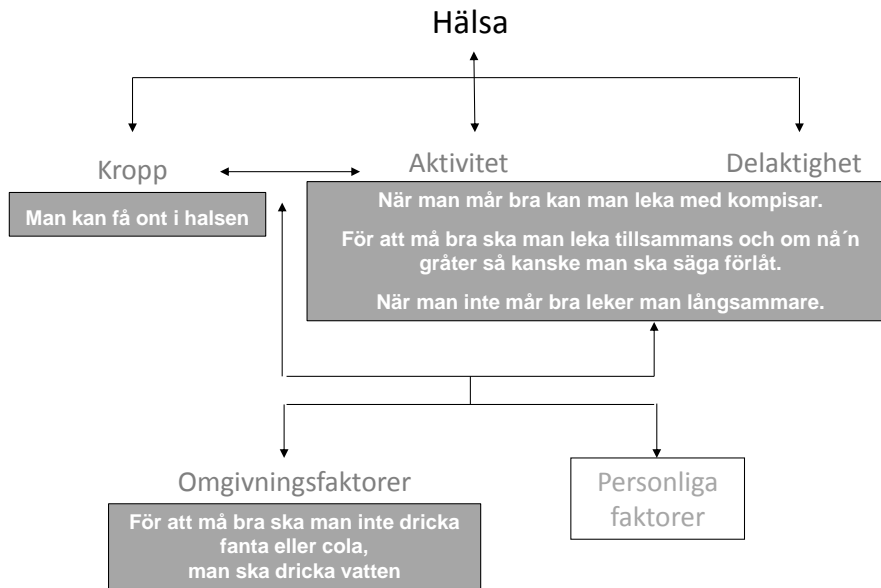 Hälsa
Kropp
Aktivitet
Delaktighet
Man kan få ont i halsen
När man mår bra kan man leka med kompisar.
För att må bra ska man leka tillsammans och om nå´n
gråter så kanske man ska säga förlåt.
När man inte mår bra leker man långsammare.
Omgivningsfaktorer
För att må bra ska man inte dricka
fanta eller cola,
man ska dricka vatten
Personliga
faktorer